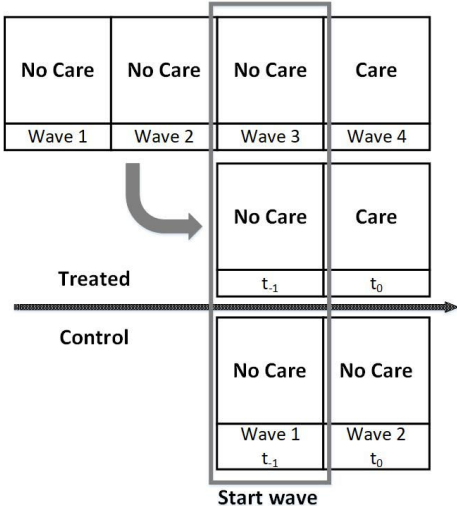 No Care No Care No Care Care
Wave 1 Wave 2 Wave 3 Wave 4
No Care Care
Treated t-1 t0
Control
No Care No Care
Wave 1 Wave 2
t-1 t0
Start wave